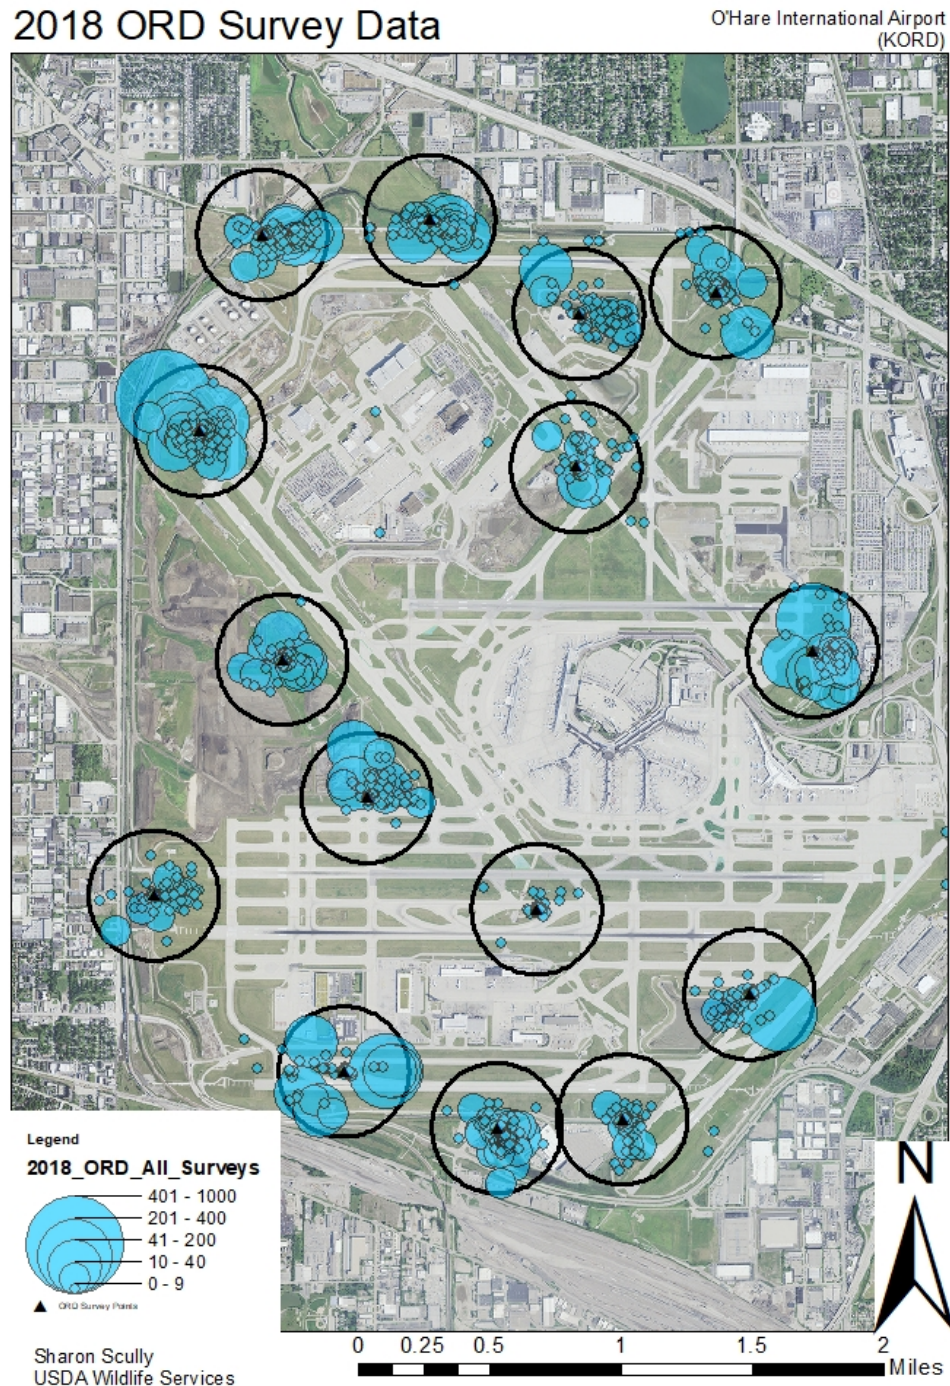 2018 ORD Survey Data
O'Hare International Airport
(KORD)
Legend
2018_ORD_All_Surveys
401 - 1000
201 - 400
41 - 200
10 - 40
0 - 9
ORD Survey Points
Sharon Scully
USDA Wildlife Services
N
0 0.25 0.5 1 1.5 2
Miles